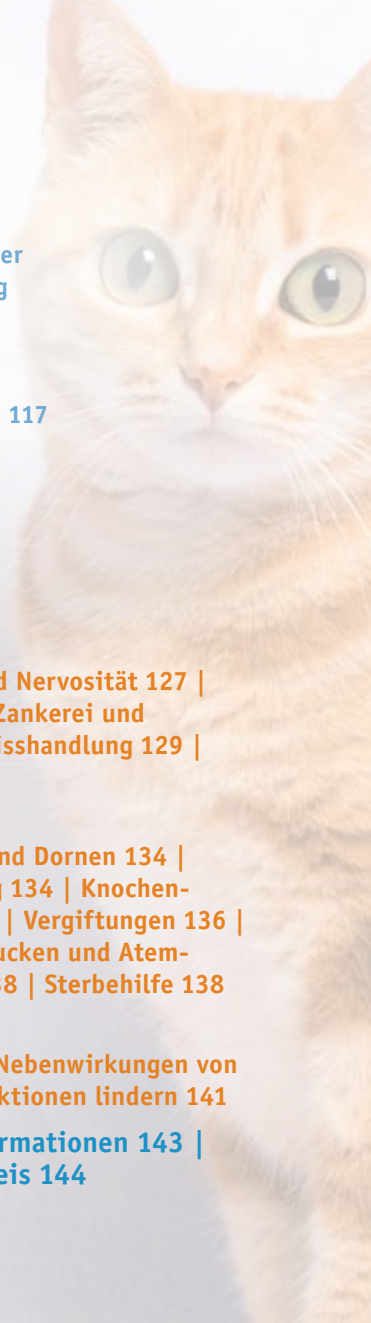 er
g
117
d Nervosität 127 |
Zankerei und
isshandlung 129 |
nd Dornen 134 |
g 134 | Knochen-
| Vergiftungen 136 |
ucken und Atem-
38 | Sterbehilfe 138
Nebenwirkungen von
ktionen lindern 141
rmationen 143 |
eis 144